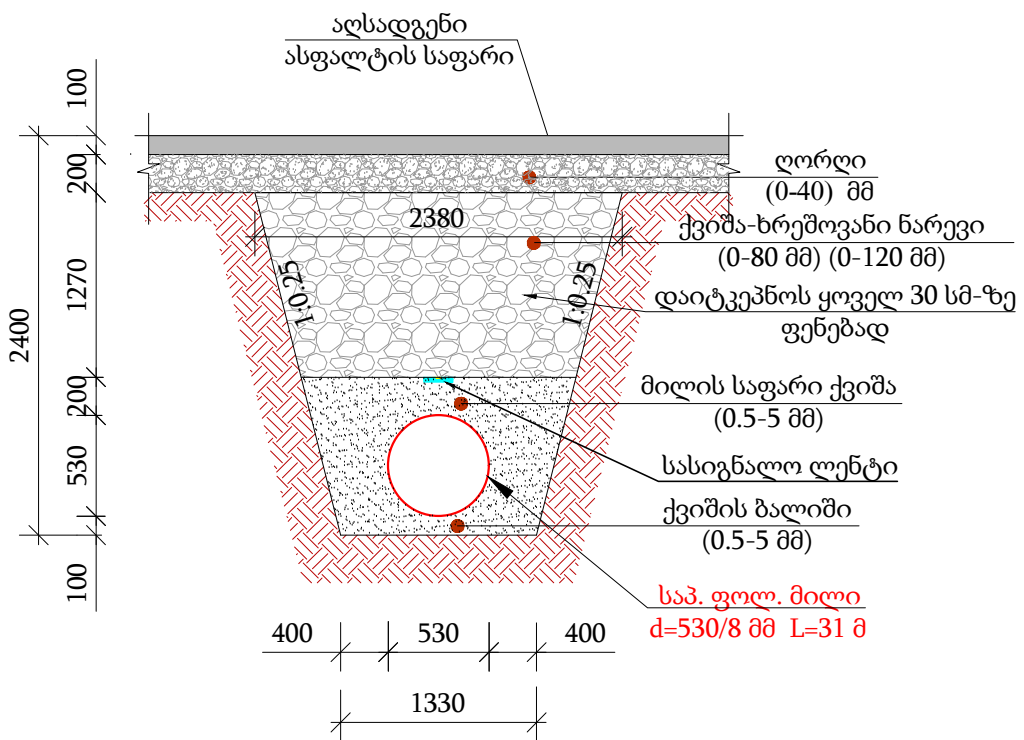 აღსადგენი
ასფალტის საფარი
100
200
1270
2400
200
530
100
2380
1:0.25
1:0.25
ღორღი
(0-40) მმ
ქვიშა-ხრეშოვანი ნარევი
(0-80 მმ) (0-120 მმ)
დაიტკეპნოს ყოველ 30 სმ-ზე
ფენებად
მილის საფარი ქვიშა
(0.5-5 მმ)
სასიგნალო ლენტი
ქვიშის ბალიში
(0.5-5 მმ)
საპ. ფოლ. მილი
d=530/8 მმ L=31 მ
400
530
400
1330